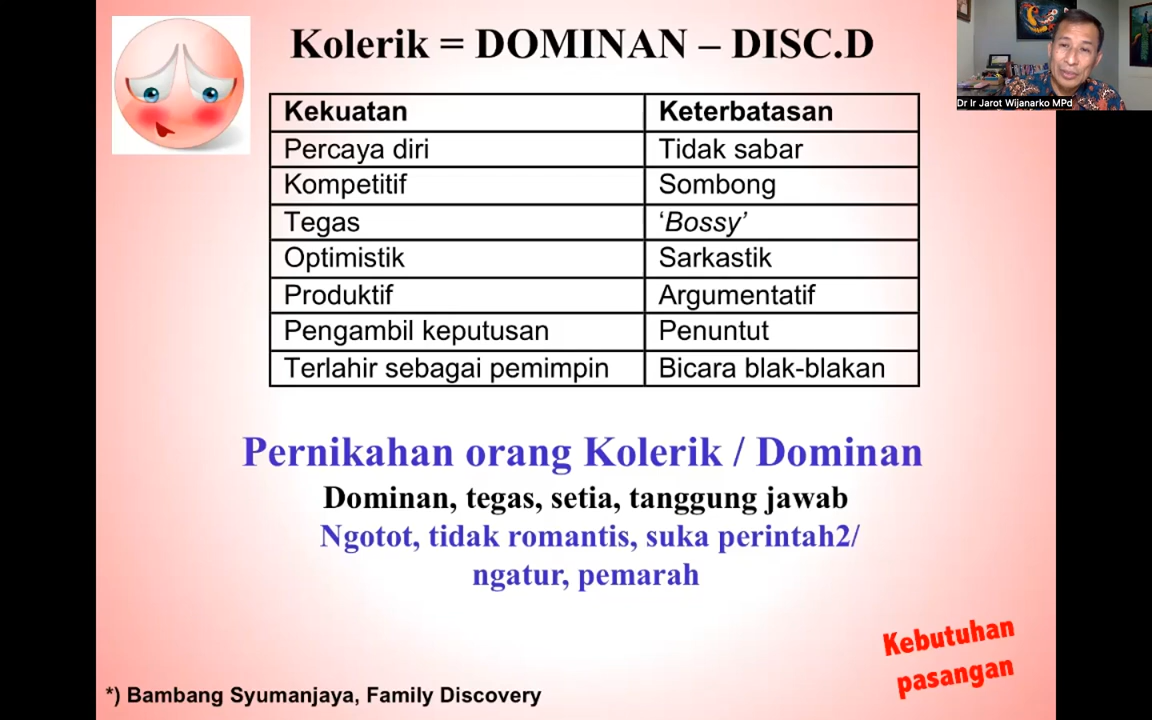 Kolerik = DOMINAN – DISC.D
Dr Ir Jarot Wijanarko MPd
Kekuatan Keterbatasan
Percaya diri Tidak sabar
Kompetitif Sombong
Tegas ‘Bossy’
Optimistik Sarkastik
Produktif Argumentatif
Pengambil keputusan Penuntut
Terlahir sebagai pemimpin Bicara blak-blakan
Pernikahan orang Kolerik / Dominan
Dominan, tegas, setia, tanggung jawab
Ngotot, tidak romantis, suka perintah2/
ngatur, pemarah
Kebutuhan
pasangan
*) Bambang Syumanjaya, Family Discovery